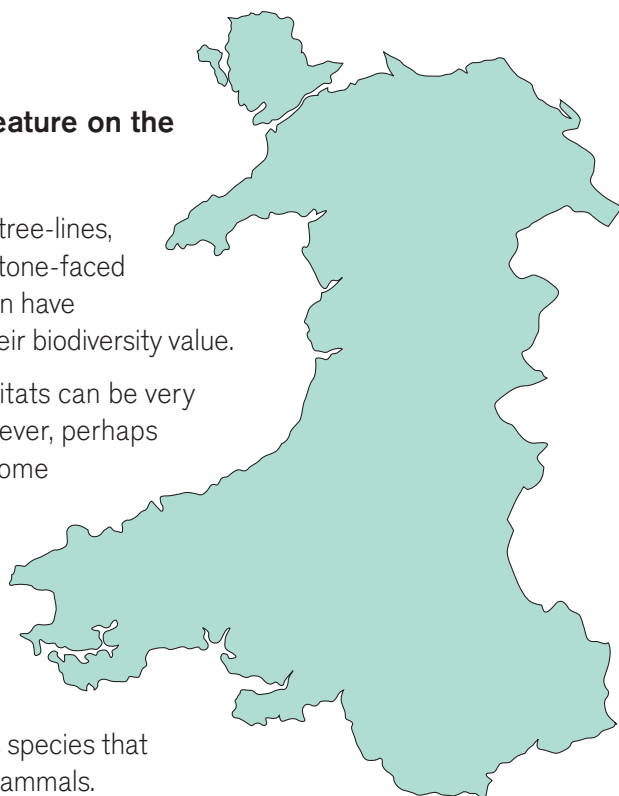 eature on the
tree-lines,
tone-faced
n have
eir biodiversity value.
itats can be very
ever, perhaps
ome
s species that
ammals.